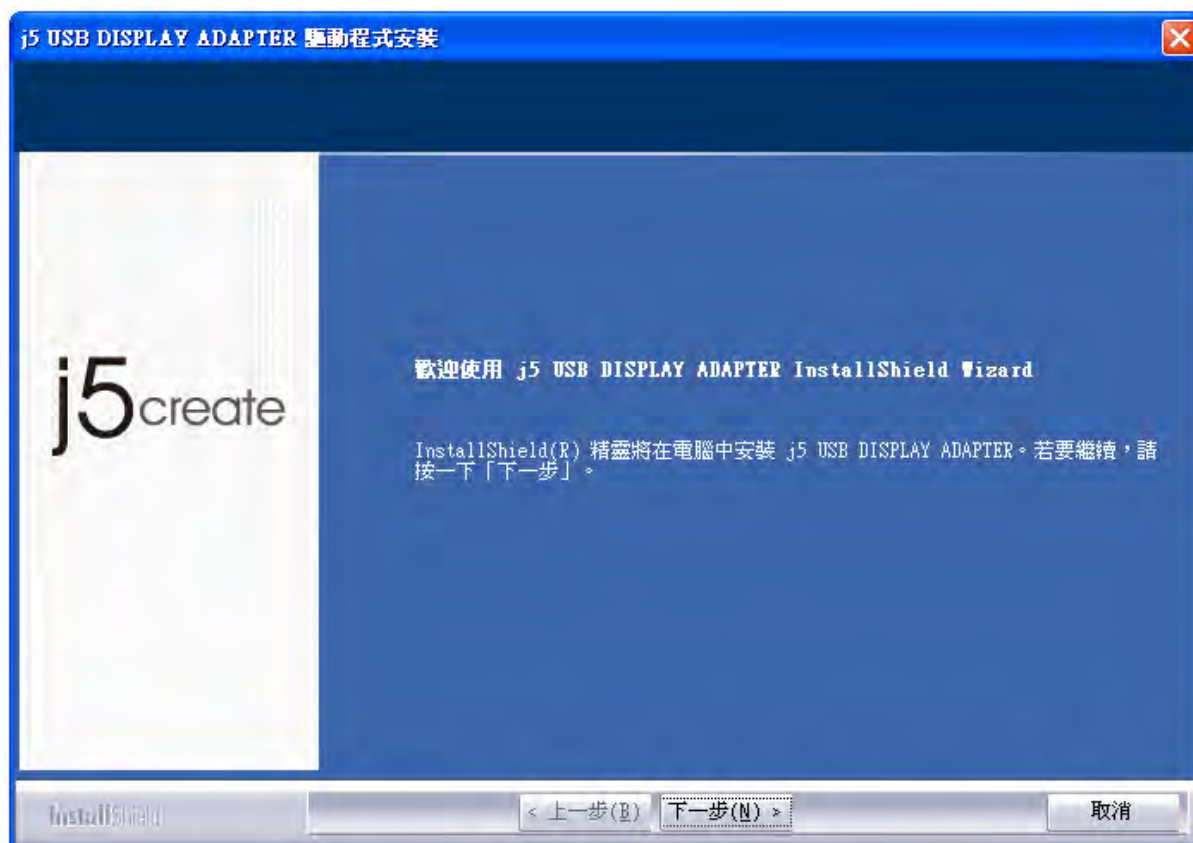 j5 USB DISPLAY ADAPTER 驅動程式安裝
j5create
歡迎使用 j5 USB DISPLAY ADAPTER InstallShield Wizard
InstallShield(R) 精靈將在電腦中安裝 j5 USB DISPLAY ADAPTER。若要繼續，請
按一下「下一步」。
InstallShield
< 上一步(B)
下一步(N) >
取消